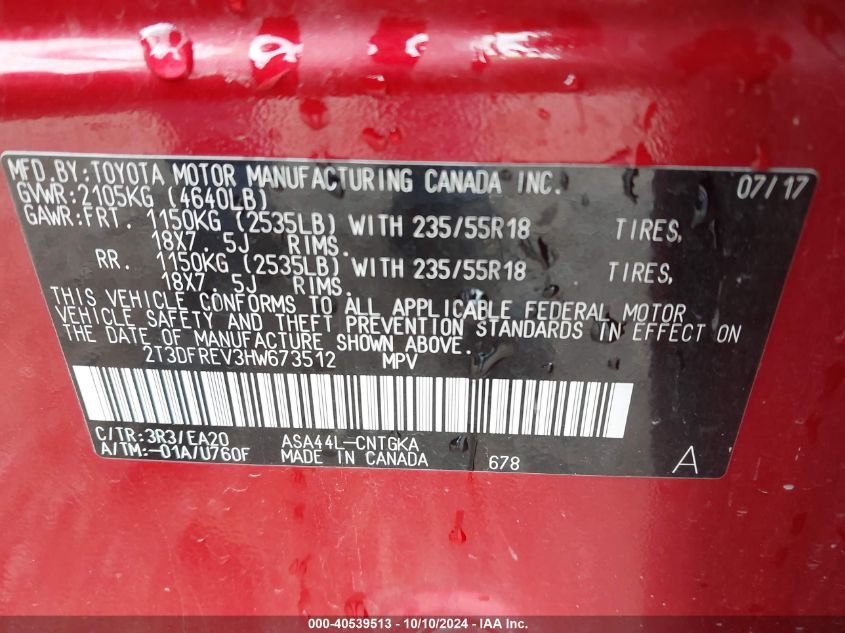 MFD.BY:TOYOTA MOTOR MANUFACTURING CANADA INC. 07/17
GVWR:2105KG (4640LB)
GAWR:FRT. 1150KG (2535LB) WITH 235/55R18 TIRES,
18X7.5J RIMS.
RR. 1150KG (2535LB) WITH 235/55R18 TIRES,
18X7.5J RIMS.
THIS VEHICLE CONFORMS TO ALL APPLICABLE FEDERAL MOTOR
VEHICLE SAFETY AND THEFT PREVENTION STANDARDS IN EFFECT ON
THE DATE OF MANUFACTURE SHOWN ABOVE.
2T3DFREV3HW673512 MPV
C/TR:3R3/EA20 ASA44L-CNTGKA
A/TM:-01A/U760F MADE IN CANADA 678 A
000-40539513 - 10/10/2024 - IAA Inc.